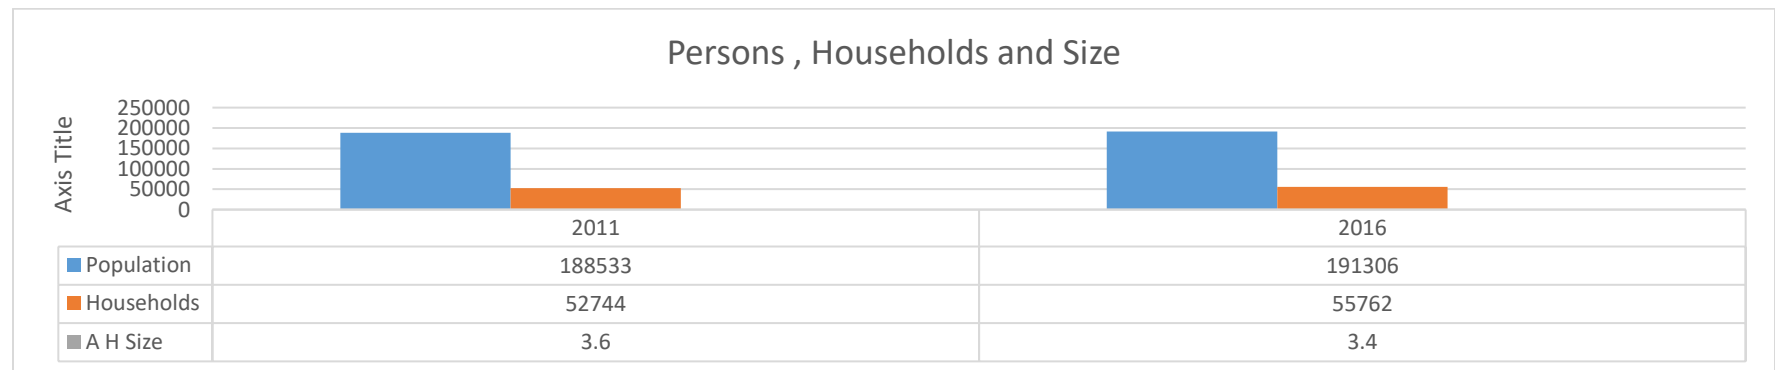 Persons , Households and Size
Axis Title
250000
200000
150000
100000
50000
0
2011 2016
Population 188533 191306
Households 52744 55762
A H Size 3.6 3.4